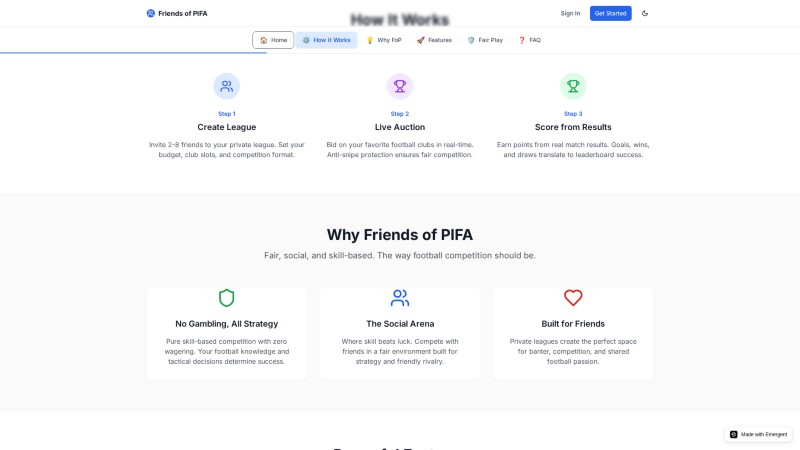 Friends of PIFA
How It Works
Sign In
Get Started
🏠 Home
⚙️ How it Works
💡 Why FoP
🚀 Features
🛡️ Fair Play
❓ FAQ
Step 1
Create League
Invite 2-8 friends to your private league. Set your
budget, club slots, and competition format.
Step 2
Live Auction
Bid on your favorite football clubs in real-time.
Anti-snipe protection ensures fair competition.
Step 3
Score from Results
Earn points from real match results. Goals, wins,
and draws translate to leaderboard success.
Why Friends of PIFA
Fair, social, and skill-based. The way football competition should be.
No Gambling, All Strategy
Pure skill-based competition with zero
wagering. Your football knowledge and
tactical decisions determine success.
The Social Arena
Where skill beats luck. Compete with
friends in a fair environment built for
strategy and friendly rivalry.
Built for Friends
Private leagues create the perfect space
for banter, competition, and shared
football passion.
Made with Emergent